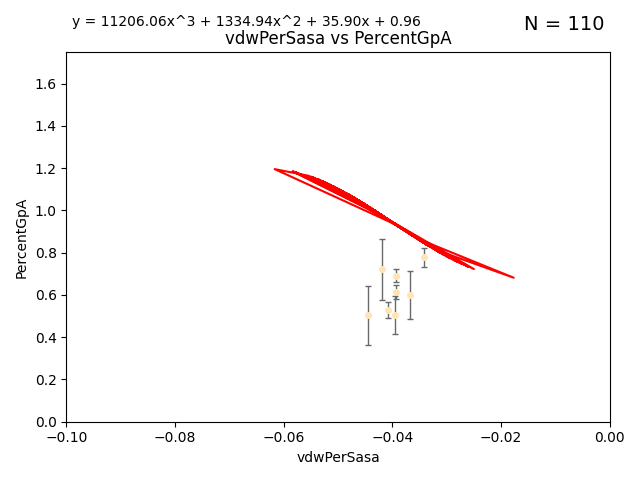 y = 11206.06x^3 + 1334.94x^2 + 35.90x + 0.96
N = 110
vdwPerSasa vs PercentGpA
PercentGpA
1.6
1.4
1.2
1.0
0.8
0.6
0.4
0.2
0.0
−0.10 −0.08 −0.06 −0.04 −0.02 0.00
vdwPerSasa